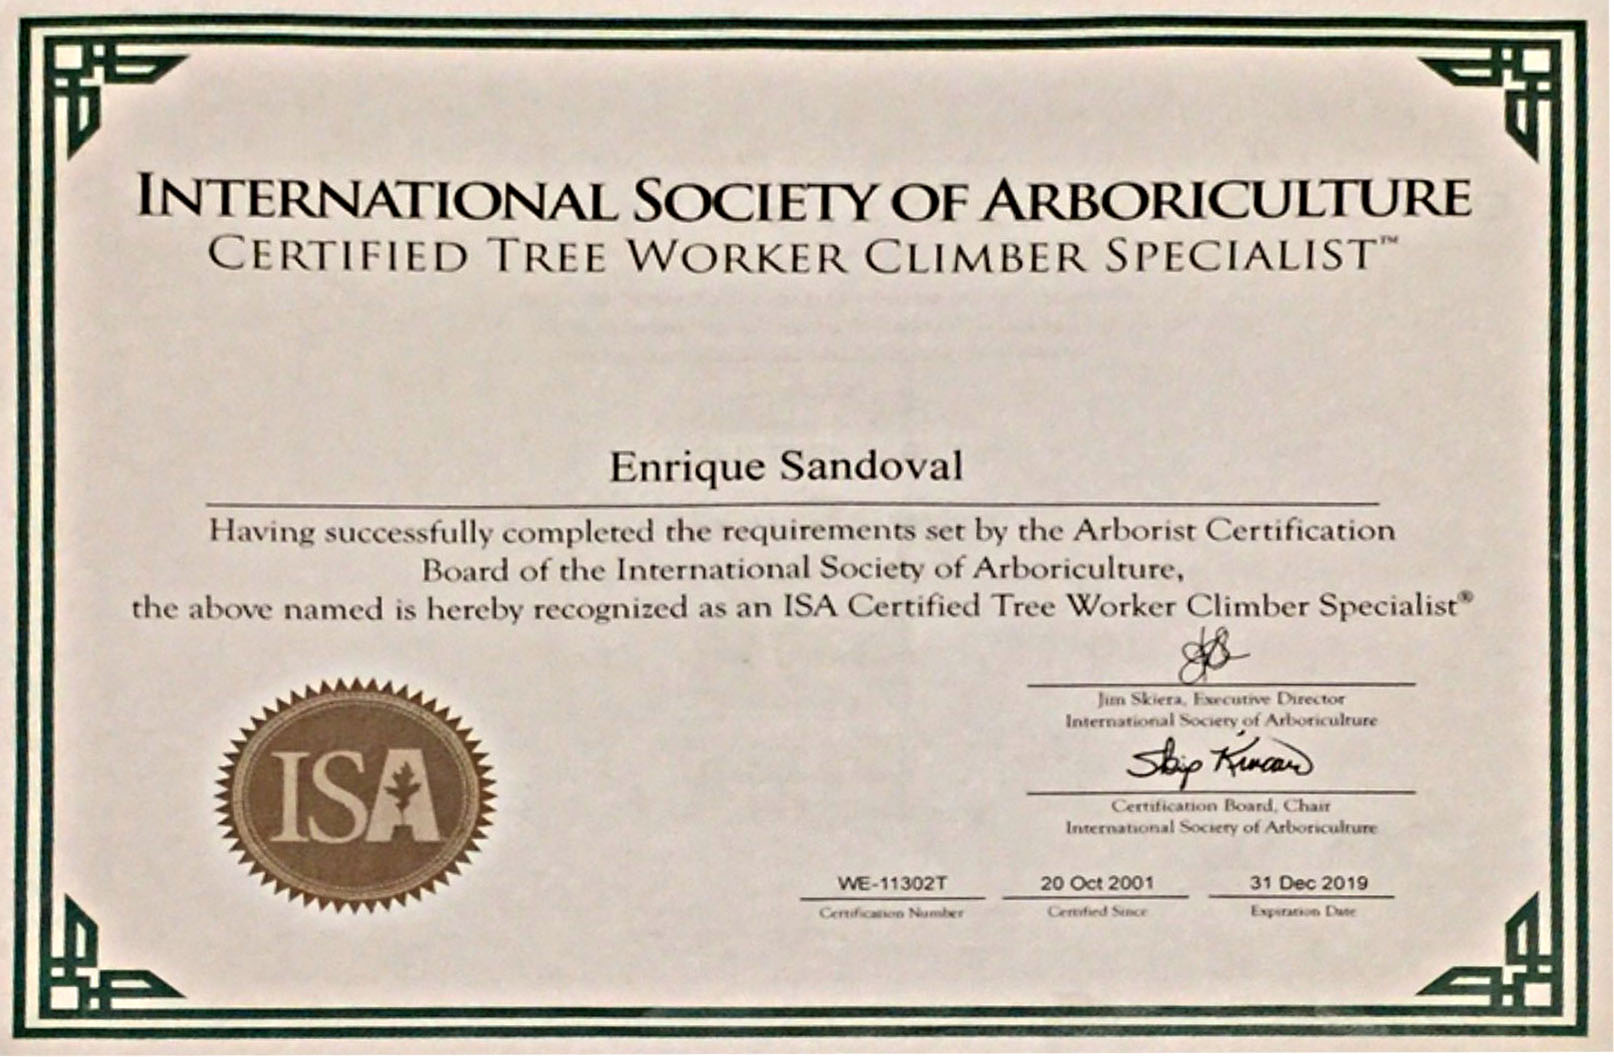 INTERNATIONAL SOCIETY OF ARBORICULTURE
CERTIFIED TREE WORKER CLIMBER SPECIALIST™
Enrique Sandoval
Having successfully completed the requirements set by the Arborist Certification
Board of the International Society of Arboriculture,
the above named is hereby recognized as an ISA Certified Tree Worker Climber Specialist®
Jim Skiera, Executive Director
International Society of Arboriculture
Skip Kincaid
Certification Board, Chair
International Society of Arboriculture
ISA
WE-11302T 20 Oct 2001 31 Dec 2019
Certification Number Certified Since Expiration Date